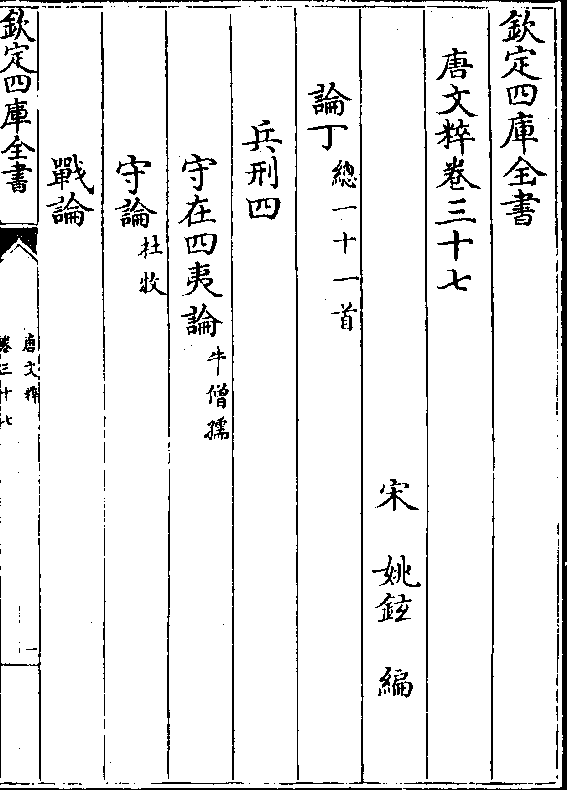 欽定四庫全書
唐文粹卷三十七
宋 姚鉉 編
論丁 總一十一首
兵刑四
守在四夷論 牛僧孺
守論 杜牧
戰論
欽定四庫全書
唐文粹
卷三十七
一